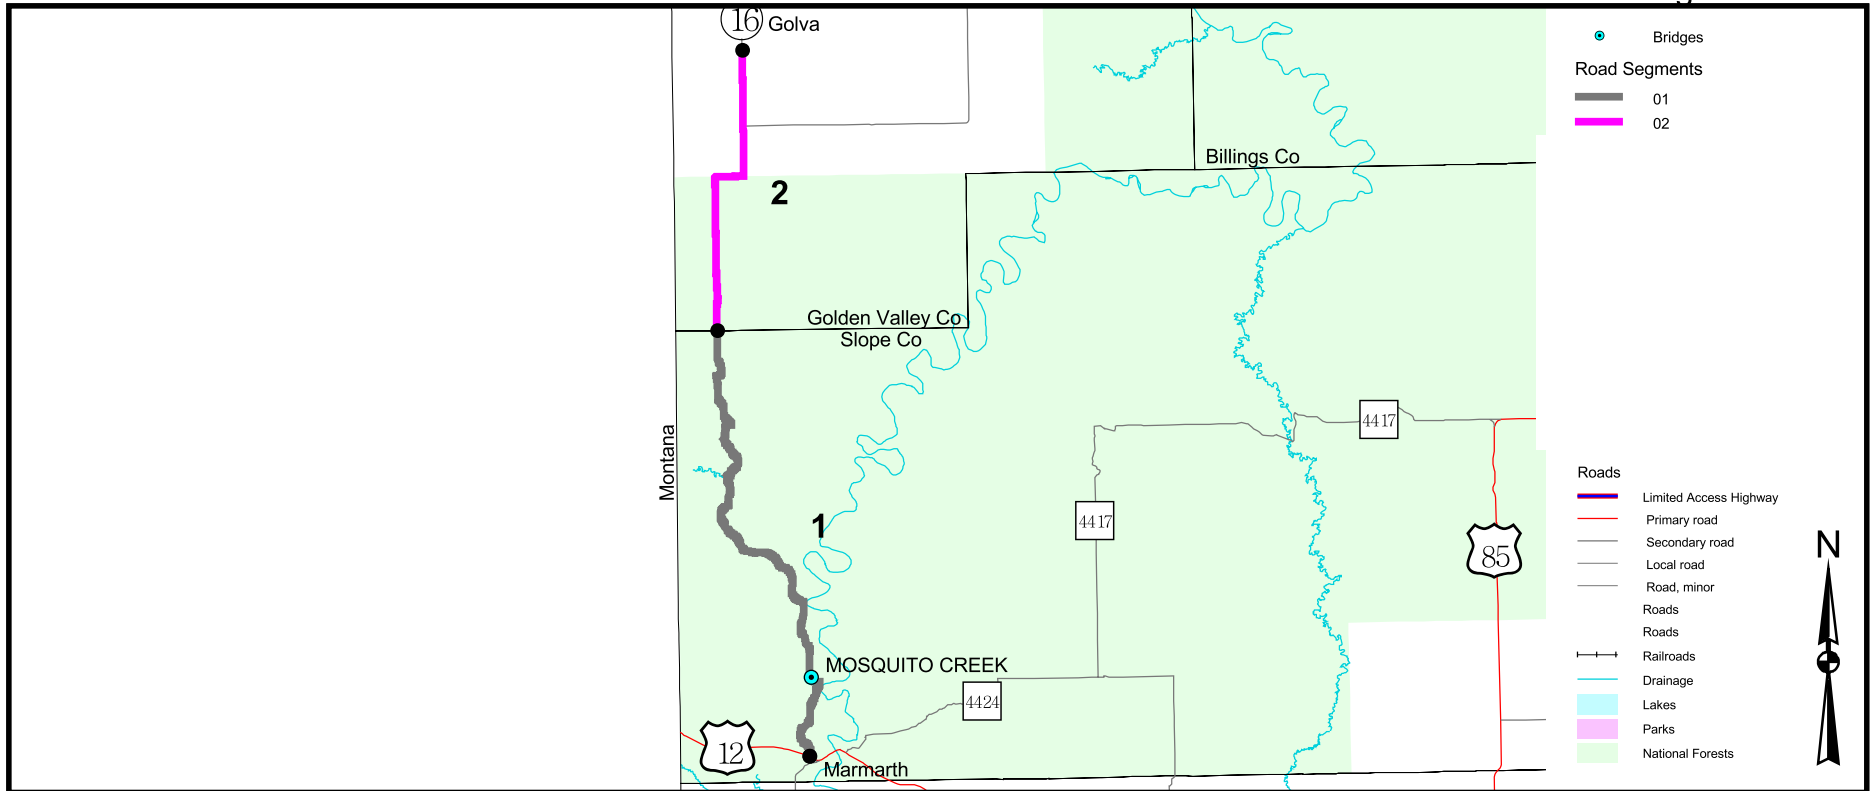 16 Golva
Bridges
Road Segments
01
02
Billings Co
2
Golden Valley Co
Slope Co
Montana
4417
4417
1
85
Roads
Limited Access Highway
Primary road
Secondary road
Local road
Road, minor
Roads
Roads
Railroads
Drainage
Lakes
Parks
National Forests
N
MOSQUITO CREEK
4424
12
Marmarth